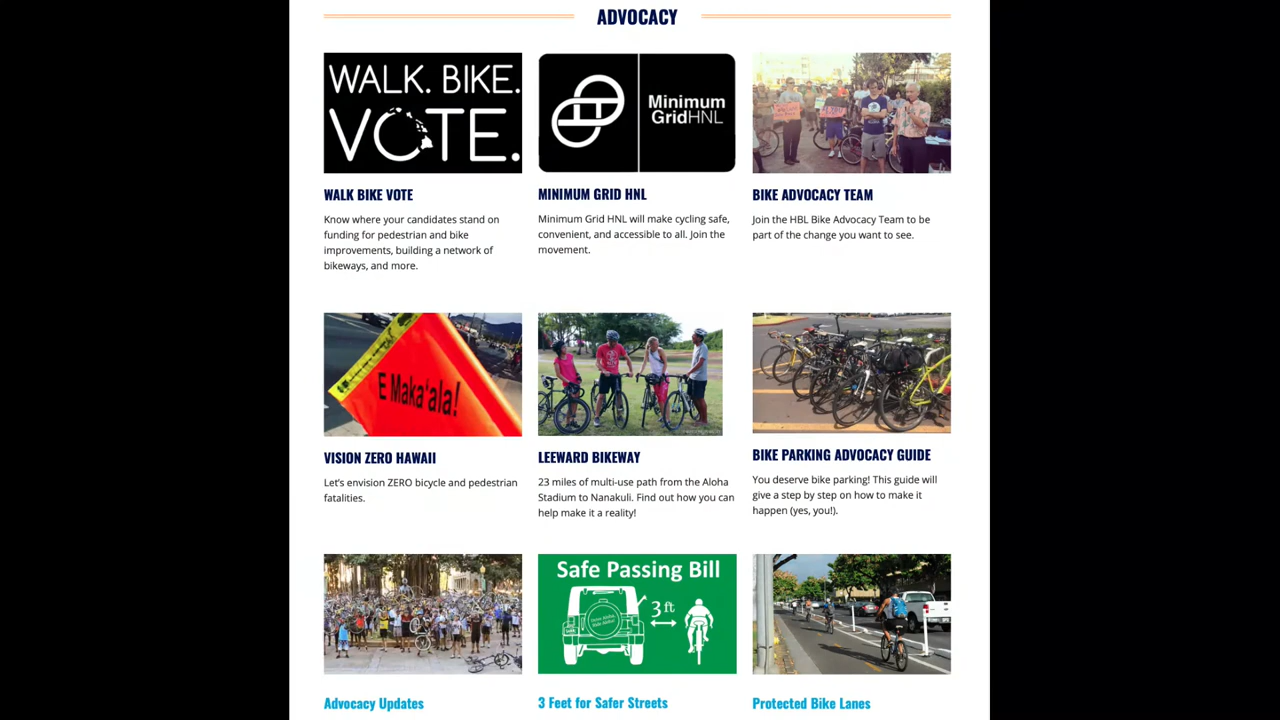 ADVOCACY
WALK. BIKE.
VOTE.
Minimum
GridHNL
WALK BIKE VOTE
Know where your candidates stand on
funding for pedestrian and bike
improvements, building a network of
bikeways, and more.
MINIMUM GRID HNL
Minimum Grid HNL will make cycling safe,
convenient, and accessible to all. Join the
movement.
BIKE ADVOCACY TEAM
Join the HBL Bike Advocacy Team to be
part of the change you want to see.
E Maka'ala!
VISION ZERO HAWAII
Let's envision ZERO bicycle and pedestrian
fatalities.
LEEWARD BIKEWAY
23 miles of multi-use path from the Aloha
Stadium to Nanakuli. Find out how you can
help make it a reality!
BIKE PARKING ADVOCACY GUIDE
You deserve bike parking! This guide will
give a step by step on how to make it
happen (yes, you!).
Safe Passing Bill
3 ft
Advocacy Updates
3 Feet for Safer Streets
Protected Bike Lanes